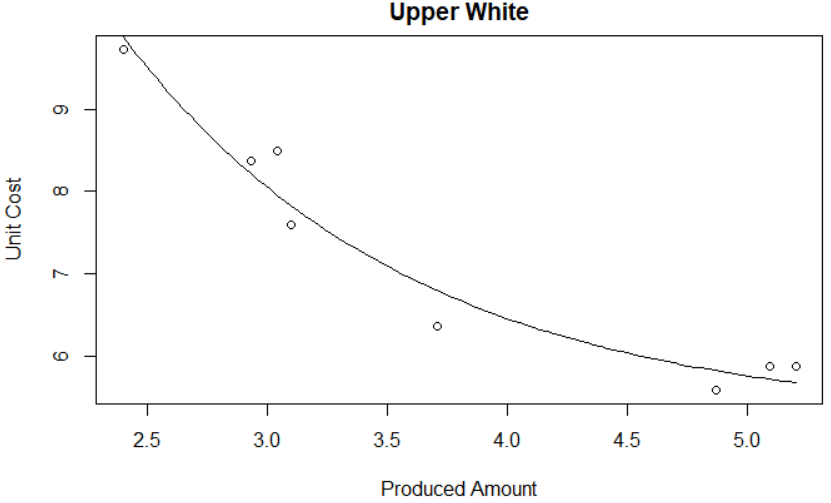 Upper White
Unit Cost
9
8
7
6
2.5 3.0 3.5 4.0 4.5 5.0
Produced Amount